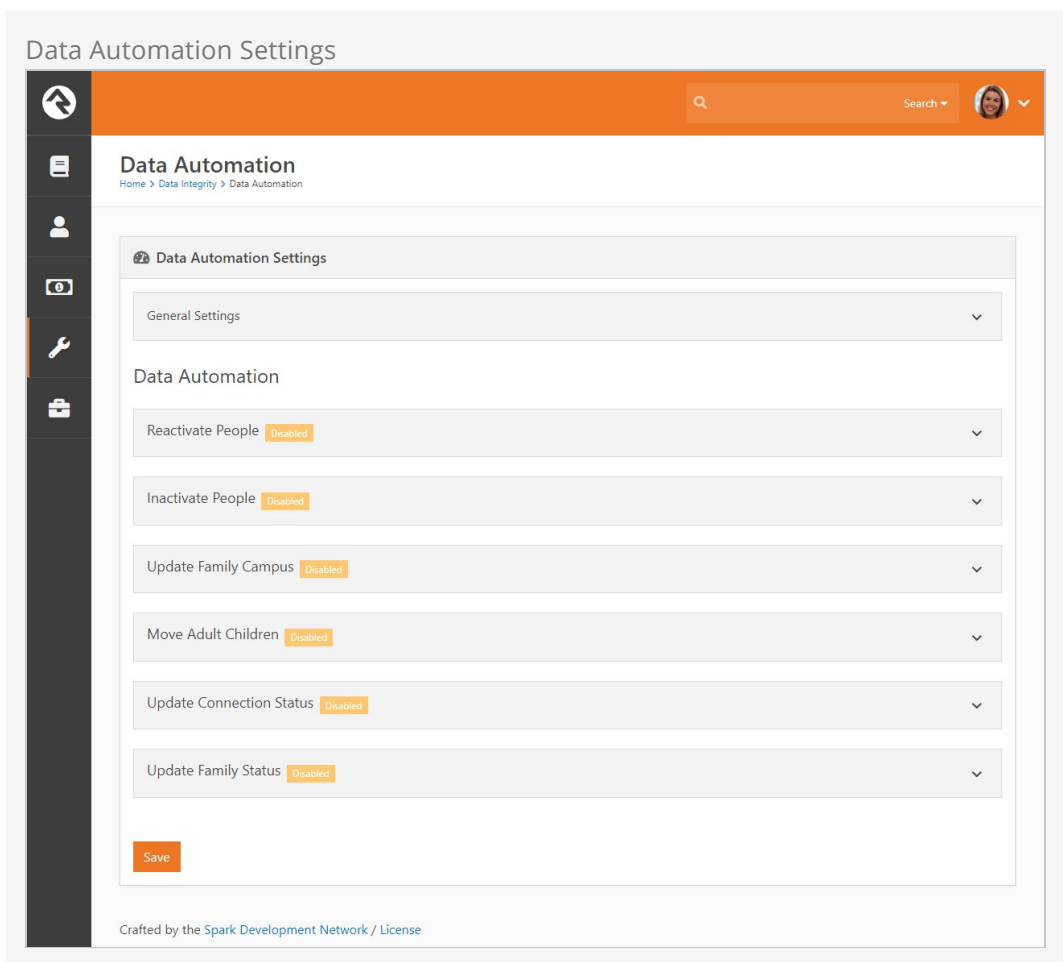 Data Automation Settings
Search
Data Automation
Home > Data Integrity > Data Automation
Data Automation Settings
General Settings
Data Automation
Reactivate People Disabled
Inactivate People Disabled
Update Family Campus Disabled
Move Adult Children Disabled
Update Connection Status Disabled
Update Family Status Disabled
Save
Crafted by the Spark Development Network / License